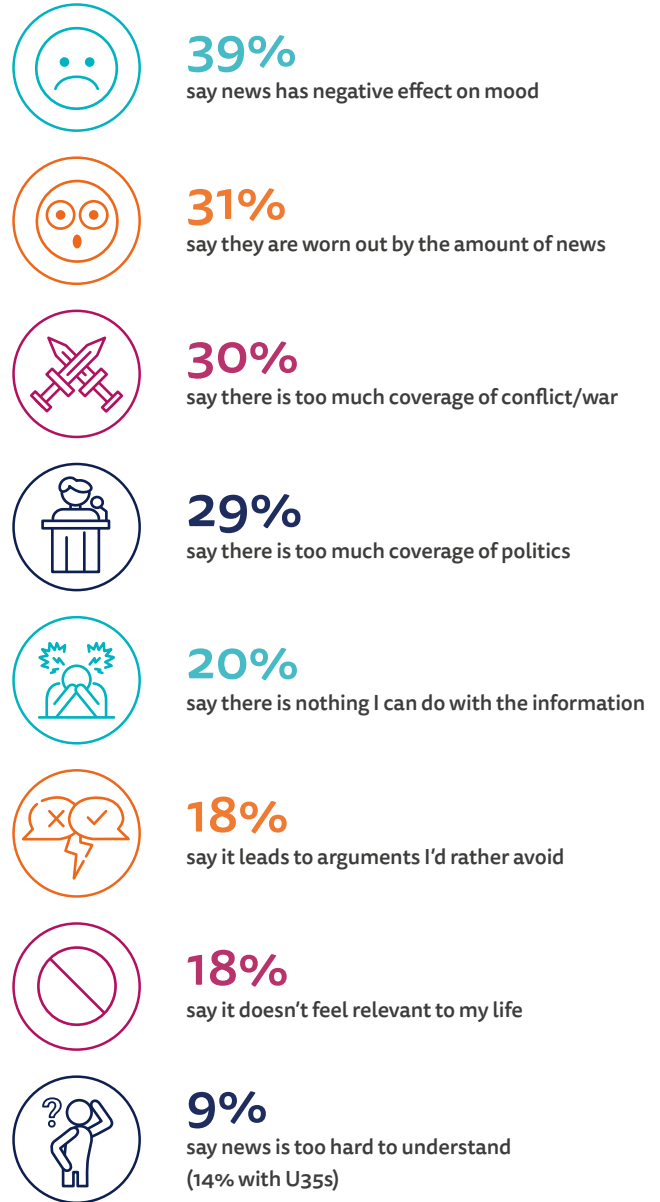 39%
say news has negative effect on mood
31%
say they are worn out by the amount of news
30%
say there is too much coverage of conflict/war
29%
say there is too much coverage of politics
20%
say there is nothing I can do with the information
18%
say it leads to arguments I'd rather avoid
18%
say it doesn't feel relevant to my life
?
9%
say news is too hard to understand
(14% with U35s)